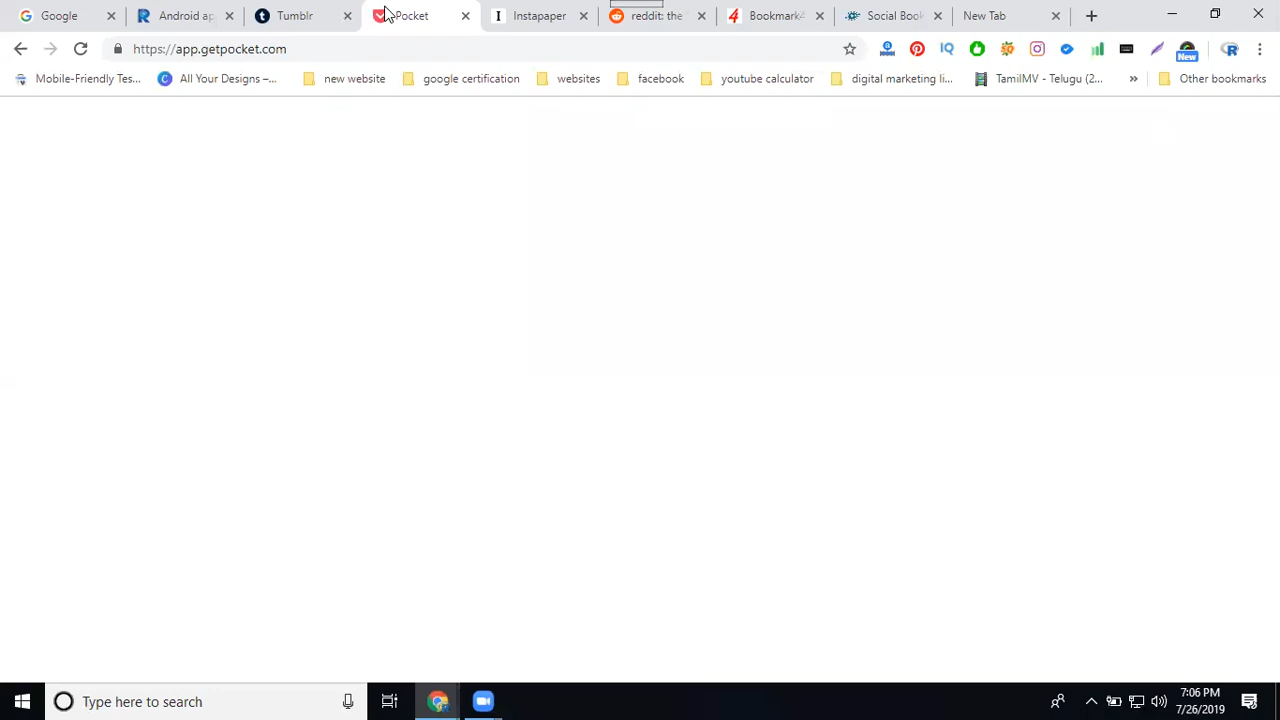 Google Android ap Tumblr Pocket Instapaper reddit: the Bookmark4 Social Book New Tab
https://app.getpocket.com
New
Mobile-Friendly Tes... All Your Designs –... new website google certification websites facebook youtube calculator digital marketing li... TamilMV - Telugu (2... » Other bookmarks
Type here to search
7:06 PM
7/26/2019